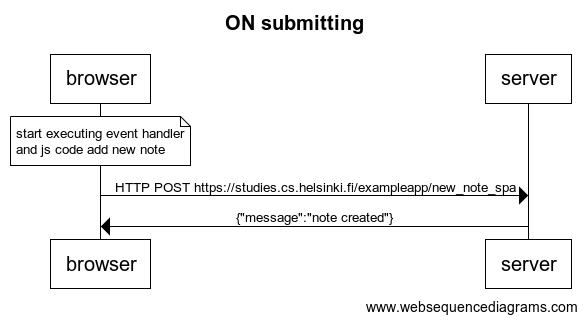 ON submitting
browser
server
start executing event handler
and js code add new note
HTTP POST https://studies.cs.helsinki.fi/exampleapp/new_note_spa
{"message":"note created"}
browser
server
www.websequencediagrams.com